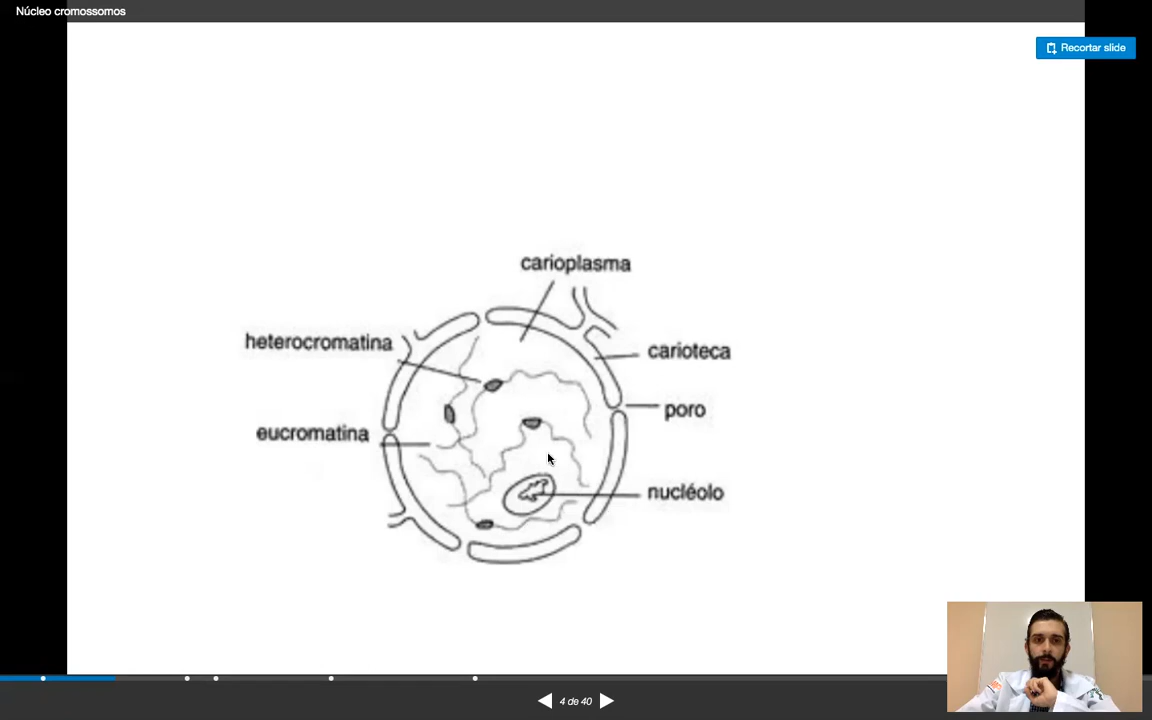 Núcleo cromossomos
Recortar slide
carioplasma
heterocromatina
carioteca
poro
eucromatina
nucléolo
4 de 40